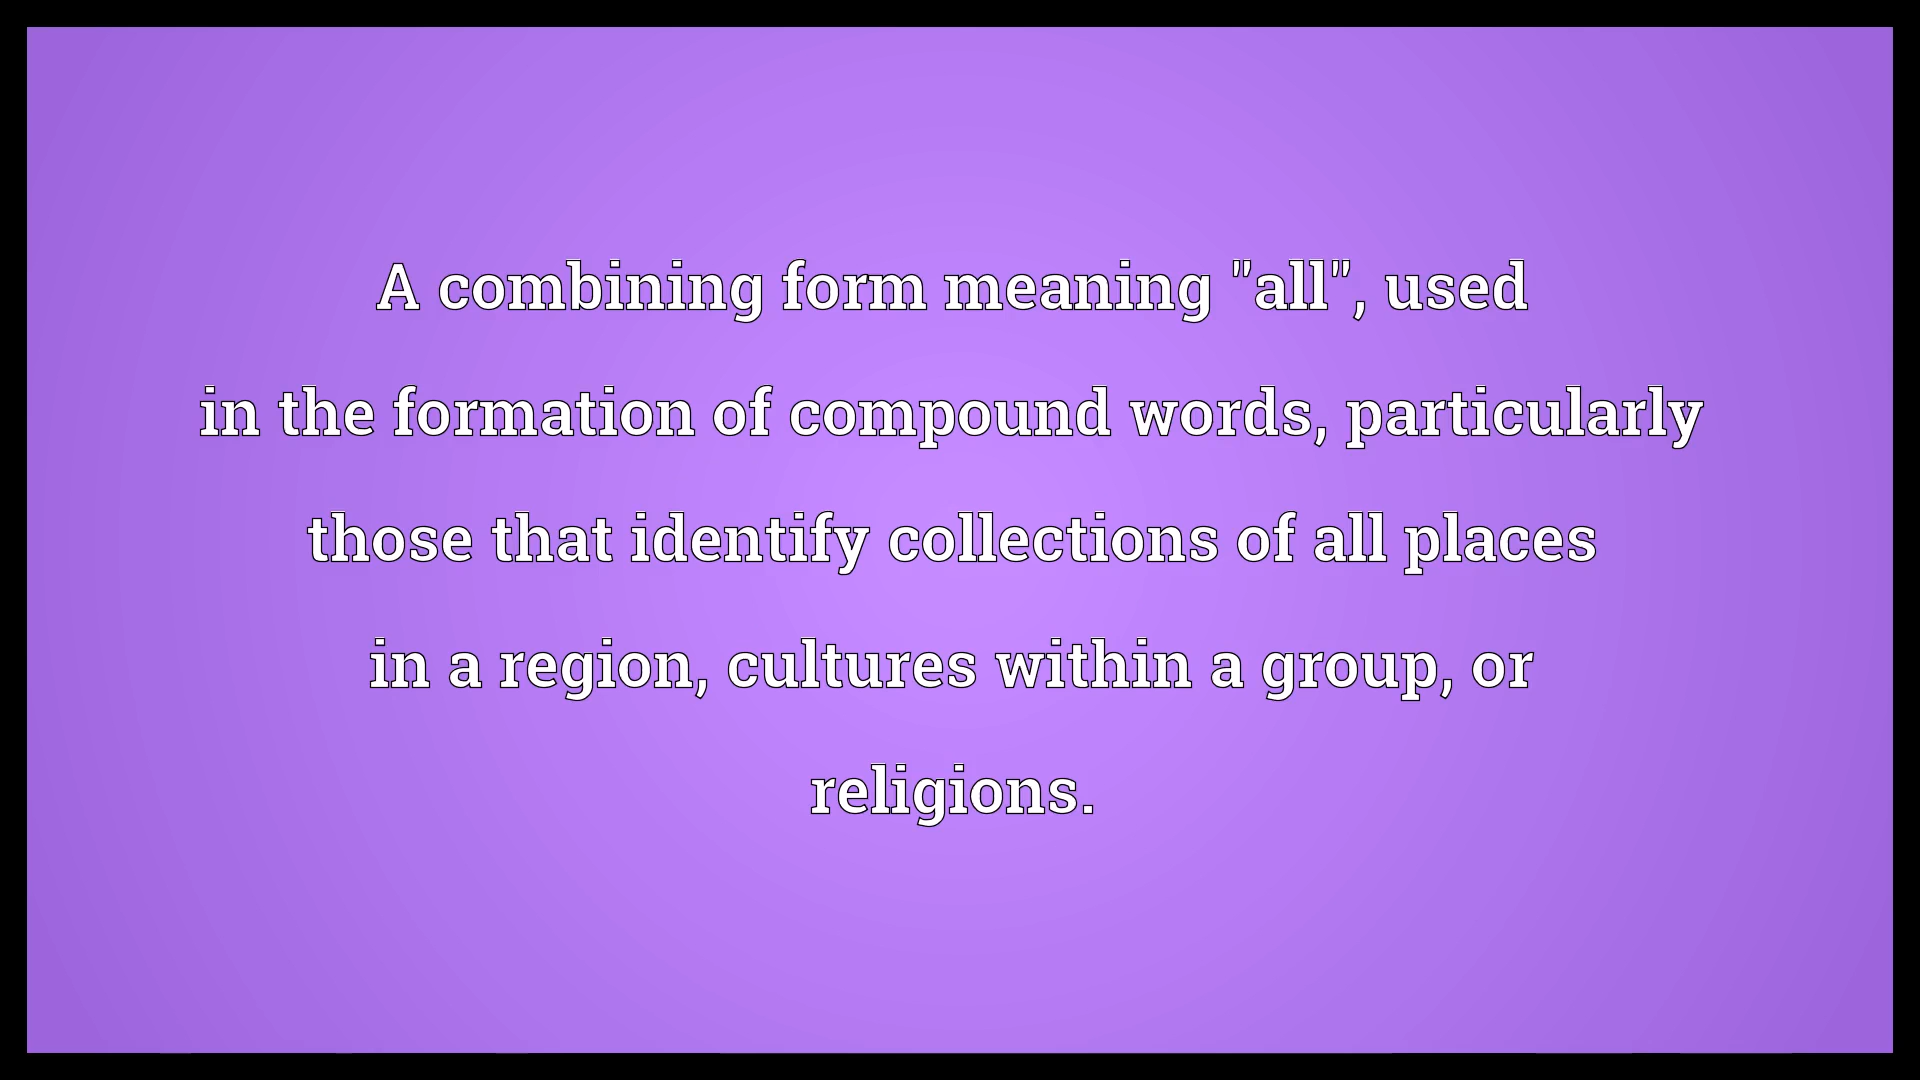 A combining form meaning "all", used
in the formation of compound words, particularly
those that identify collections of all places
in a region, cultures within a group, or
religions.